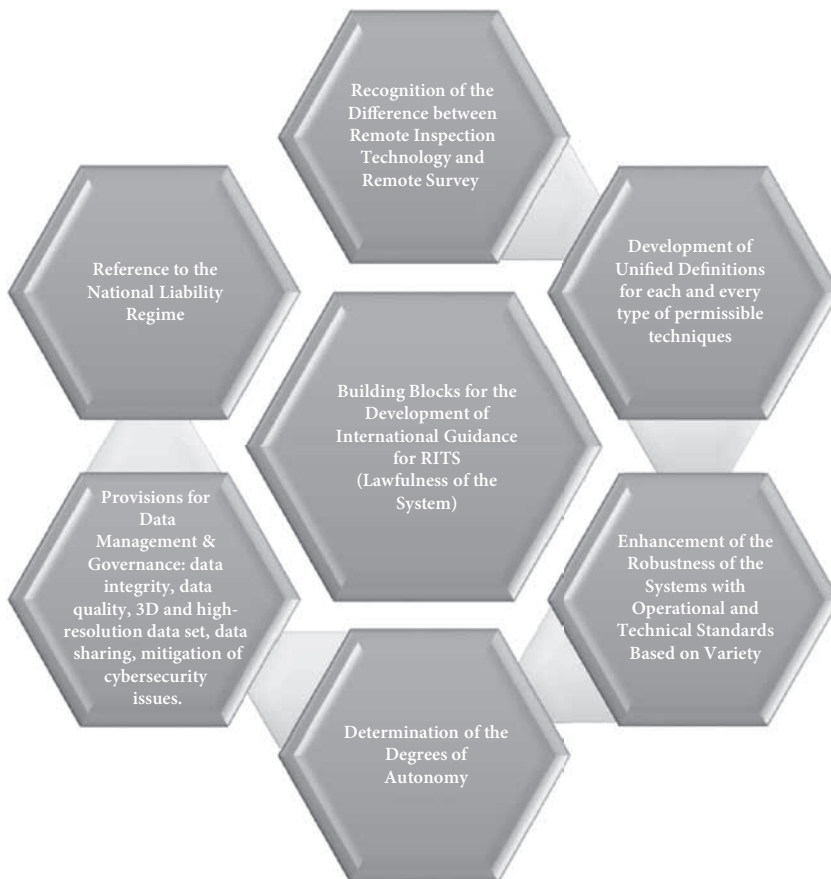 Recognition of the
Difference between
Remote Inspection
Technology and
Remote Survey
Development of
Unified Definitions
for each and every
type of permissible
techniques
Enhancement of the
Robustness of the
Systems with
Operational and
Technical Standards
Based on Variety
Determination of the
Degrees of
Autonomy
Provisions for
Data
Management &
Governance: data
integrity, data
quality, 3D and high-
resolution data set, data
sharing, mitigation of
cybersecurity
issues.
Reference to the
National Liability
Regime
Building Blocks for the
Development of
International Guidance
for RITS
(Lawfulness of the
System)